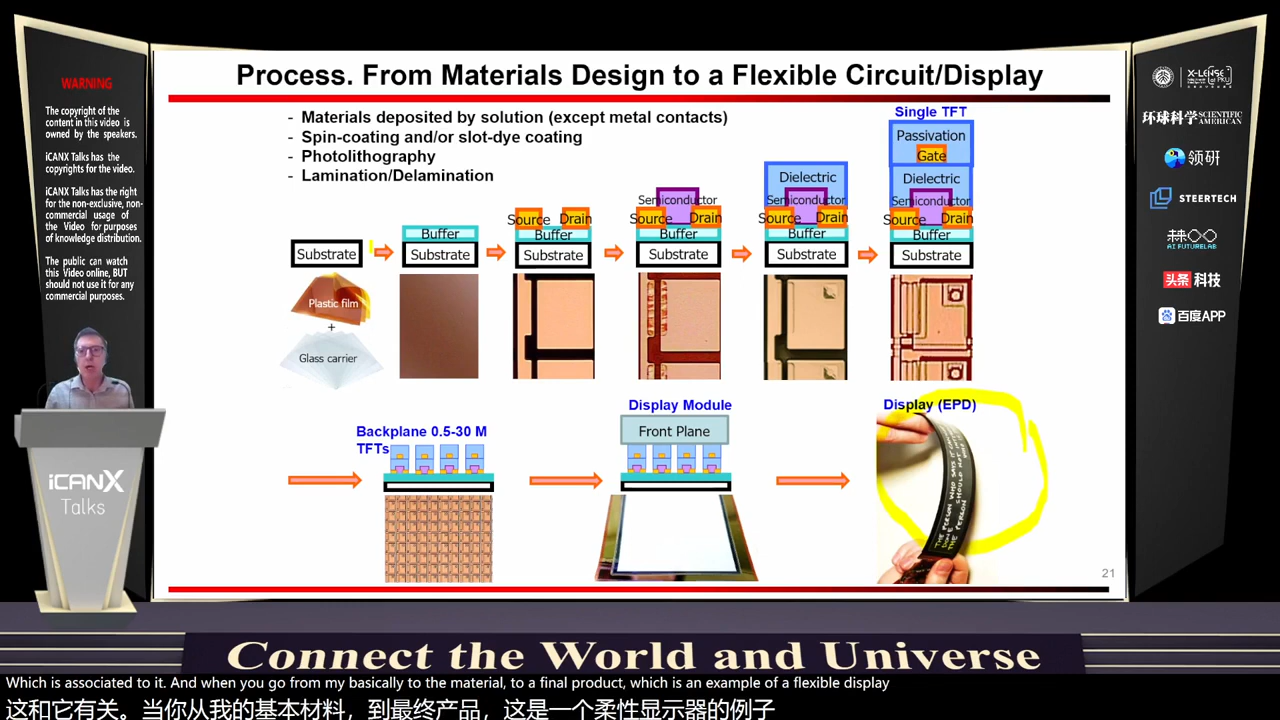 WARNING
The copyright of the
content in this video is
owned by the speakers.
iCANX Talks has the
copyrights for the video.
iCANX Talks has the right
for the non-exclusive, non-
commercial usage of
the Video for purposes
of knowledge distribution.
The public can watch
this Video online, BUT
should not use it for any
commercial purposes.
iCANX
Talks
Process. From Materials Design to a Flexible Circuit/Display
- Materials deposited by solution (except metal contacts)
- Spin-coating and/or slot-dye coating
- Photolithography
- Lamination/Delamination
Single TFT
Passivation
Gate
Dielectric
Semiconductor
Source Drain
Buffer
Substrate
Dielectric
Semiconductor
Source Drain
Buffer
Substrate
Semiconductor
Source Drain
Buffer
Substrate
Source Drain
Buffer
Substrate
Buffer
Substrate
Substrate
Plastic film
+
Glass carrier
Backplane 0.5-30 M
TFTs
Display Module
Front Plane
Display (EPD)
THE PERSON WHO SAYS IT
THE PERSON
SHOULD NOT
21
X-LENSE
环球科学 SCIENTIFIC
AMERICAN
领研
STEERTECH
AI FUTURELAB
头条 科技
百度APP
Connect the World and Universe
Which is associated to it. And when you go from my basically to the material, to a final product, which is an example of a flexible display
这和它有关。当你从我的基本材料，到最终产品，这是一个柔性显示器的例子